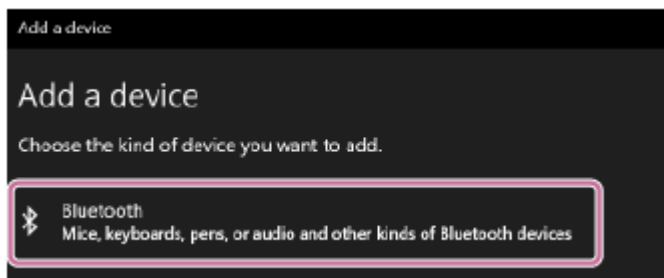 Add a device
Add a device
Choose the kind of device you want to add.
Bluetooth
Mice, keyboards, pens, or audio and other kinds of Bluetooth devices